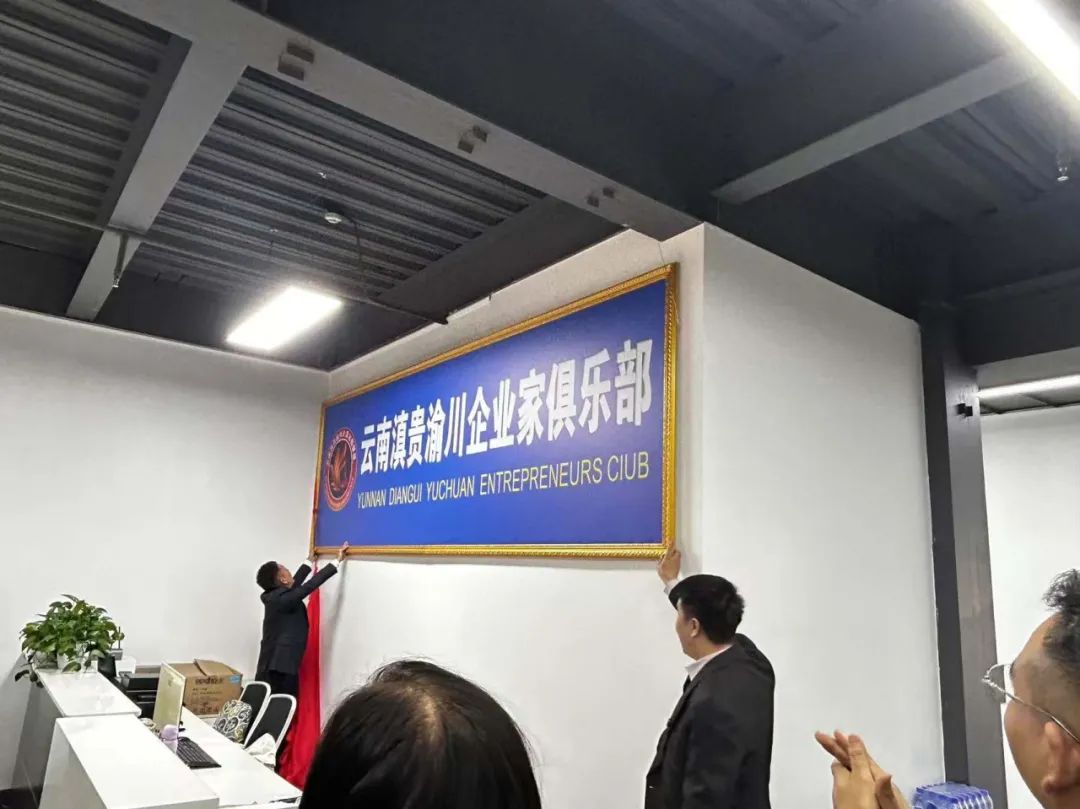 云南滇贵渝川企业家俱乐部
YUNNAN DIANGUI YUCHUAN ENTREPRENEURS CIUB